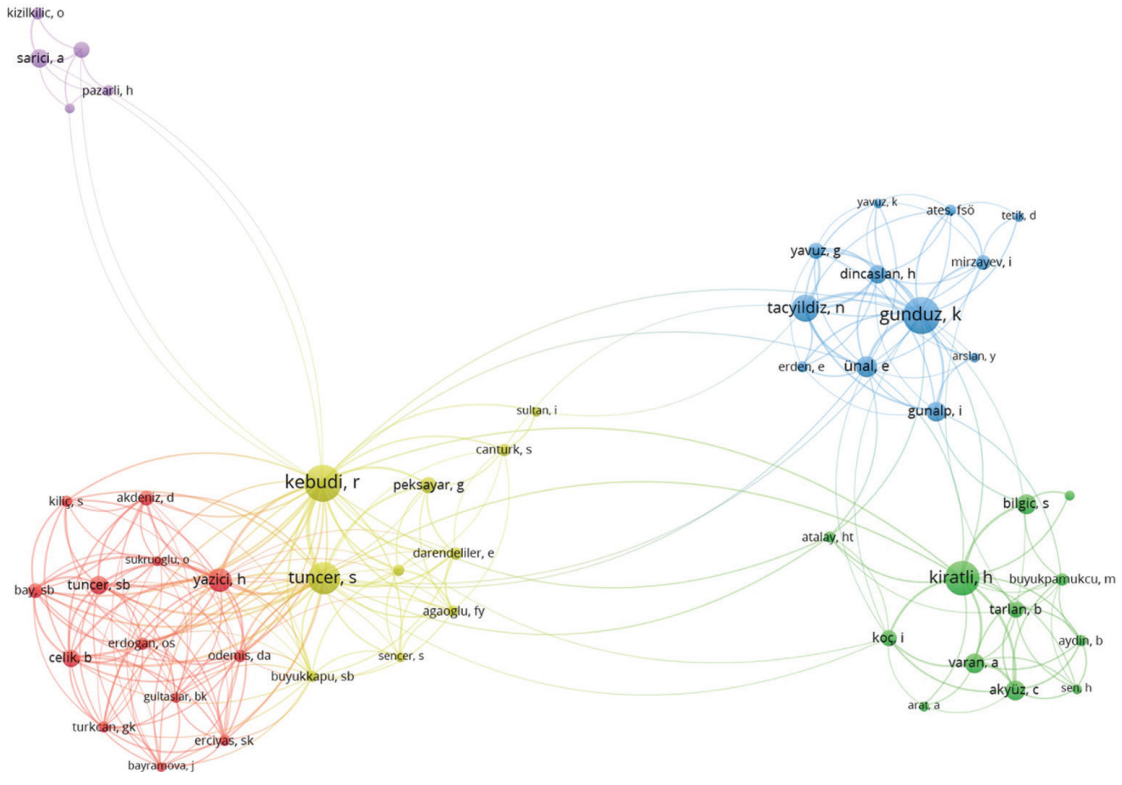 kizilkilic, o
sarici, a
pazarli, h
yavuz, k
ates, fsö
tetik, d
yavuz, g
mirzayev, i
dincaslan, h
tacyildiz, n
gunduz, k
arslan, y
erden, e
ünal, e
gunalp, i
sultan, i
canturk, s
kebudi, r
peksayar, g
darendeliler, e
tuncer, s
agaoglu, fy
sencer, s
buyukkapu, sb
kiliç, s
akdeniz, d
sukruoglu, o
yazici, h
tuncer, sb
bay, sb
erdogan, os
odemis, da
celik, b
gultaslar, bk
turkcan, gk
erciyas, sk
bayramova, j
bilgic, s
atalay, ht
kiratli, h
buyukpamukcu, m
tarlan, b
koç, i
aydin, b
varan, a
akyüz, c
sen, h
arat, a